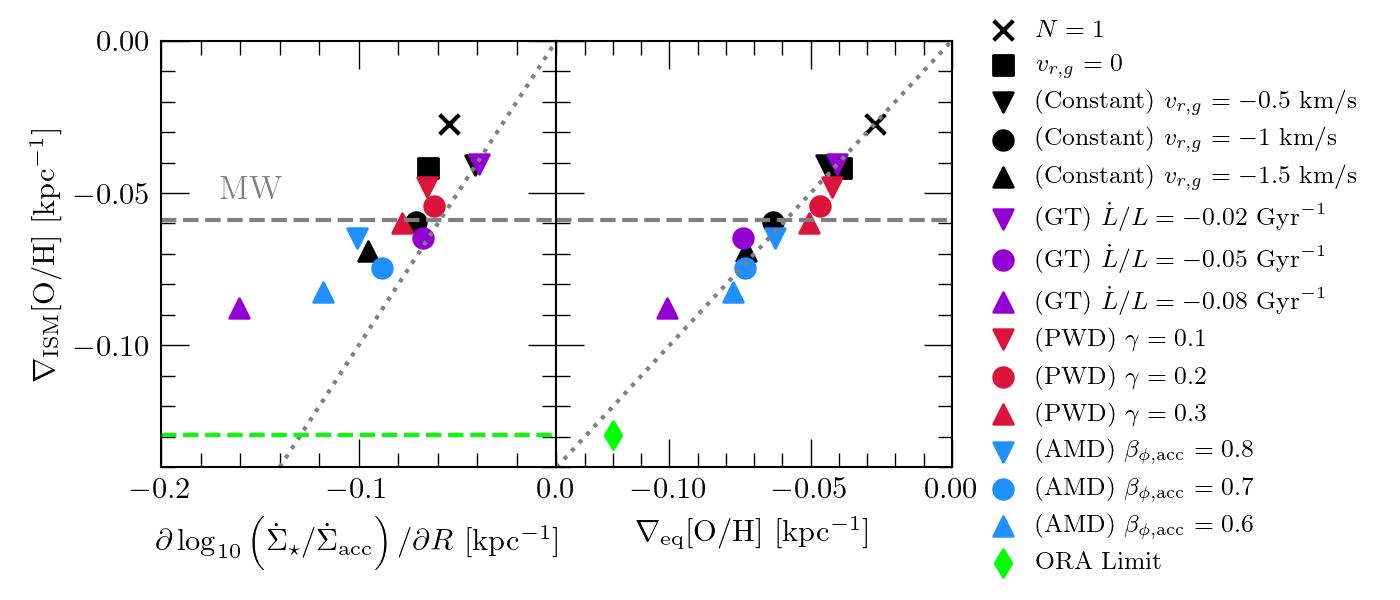 0.00
−0.05
−0.10
∇ISM[O/H] [kpc⁻¹]
MW
−0.2
−0.1
0.0
−0.10
−0.05
0.00
∂ log₁₀ (Σ̇⋆/Σ̇acc) /∂R [kpc⁻¹]
∇eq[O/H] [kpc⁻¹]
N = 1
vr,g = 0
(Constant) vr,g = −0.5 km/s
(Constant) vr,g = −1 km/s
(Constant) vr,g = −1.5 km/s
(GT) L̇/L = −0.02 Gyr⁻¹
(GT) L̇/L = −0.05 Gyr⁻¹
(GT) L̇/L = −0.08 Gyr⁻¹
(PWD) γ = 0.1
(PWD) γ = 0.2
(PWD) γ = 0.3
(AMD) βϕ,acc = 0.8
(AMD) βϕ,acc = 0.7
(AMD) βϕ,acc = 0.6
ORA Limit